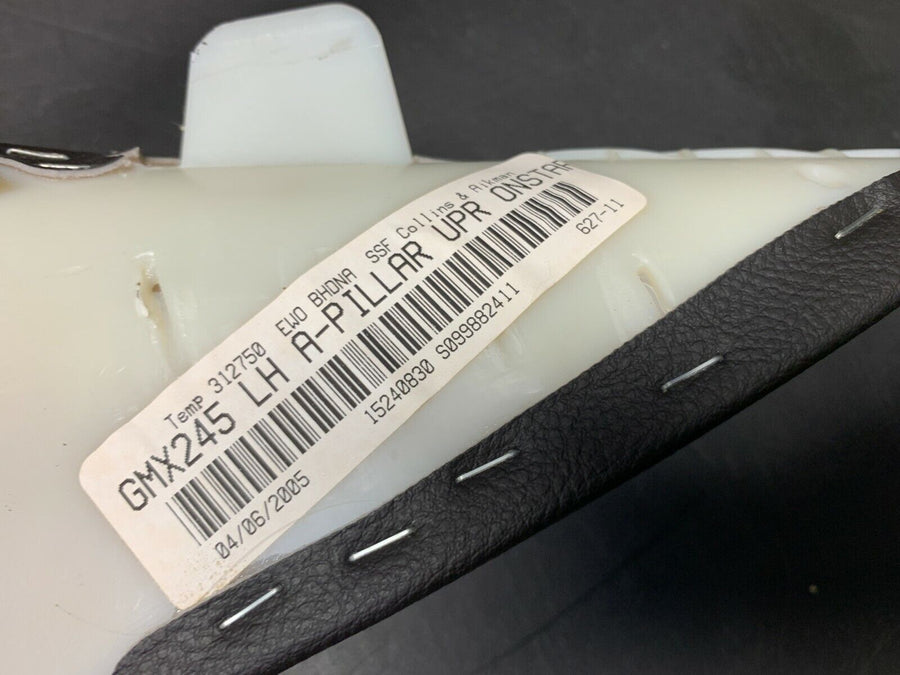 Temp 312750 EWO BHDNA SSF Collins & Aikman
GMX245 LH A-PILLAR UPR ONSTAR
04/06/2005 15240830 S099882411 627-11